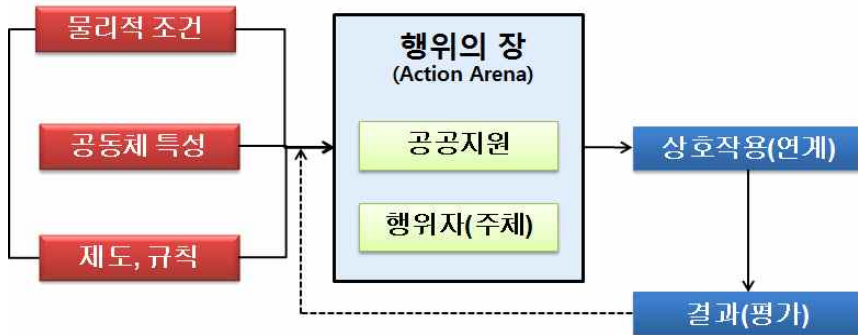 물리적 조건
공동체 특성
제도, 규칙
행위의 장
(Action Arena)
공공지원
행위자(주체)
상호작용(연계)
결과(평가)